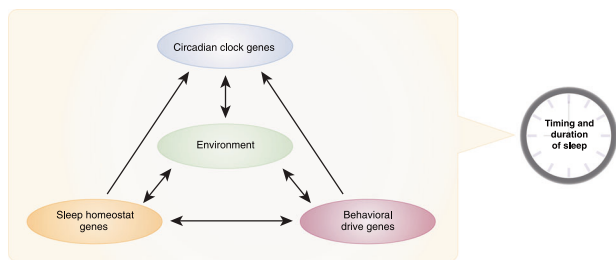 Circadian clock genes
Environment
Sleep homeostat
genes
Behavioral
drive genes
Timing and
duration
of sleep